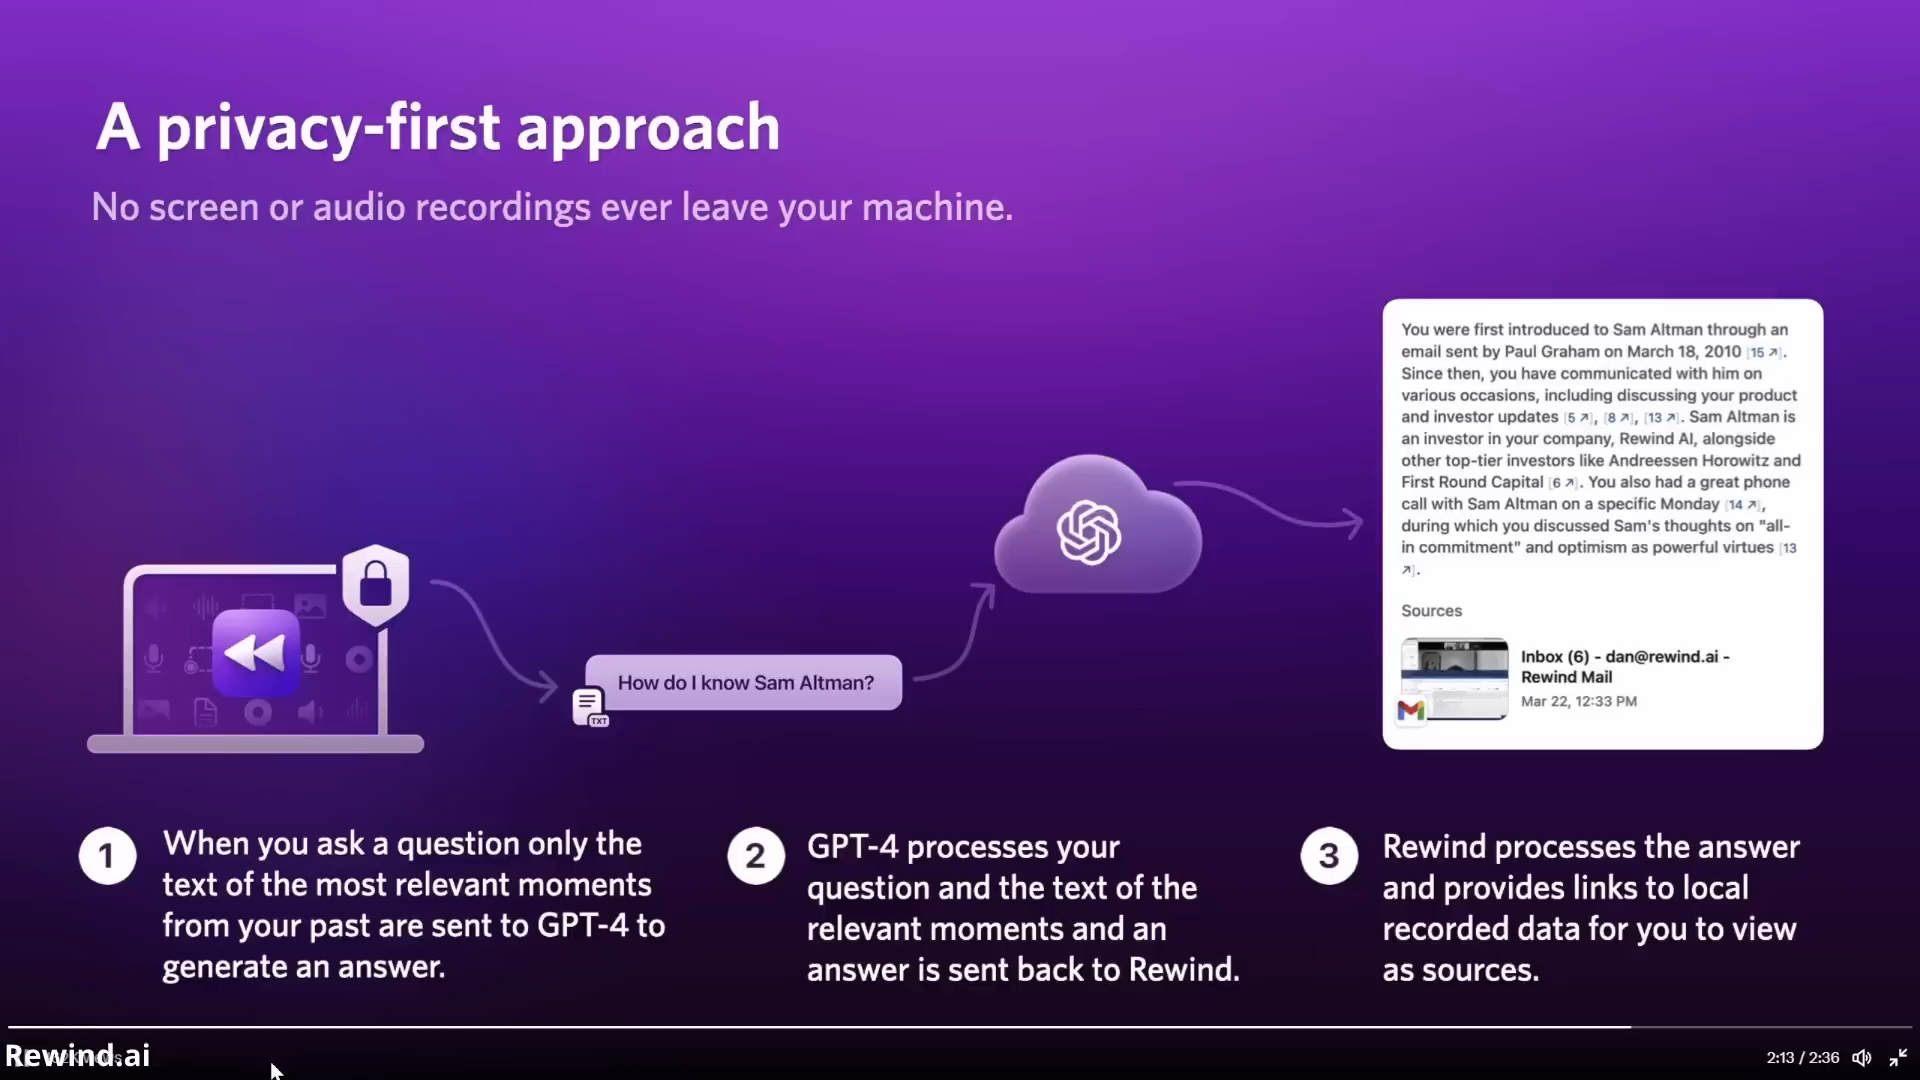 A privacy-first approach
No screen or audio recordings ever leave your machine.
You were first introduced to Sam Altman through an
email sent by Paul Graham on March 18, 2010 [15 ↗].
Since then, you have communicated with him on
various occasions, including discussing your product
and investor updates [5 ↗], [8 ↗], [13 ↗]. Sam Altman is
an investor in your company, Rewind AI, alongside
other top-tier investors like Andreessen Horowitz and
First Round Capital [6 ↗]. You also had a great phone
call with Sam Altman on a specific Monday [14 ↗],
during which you discussed Sam's thoughts on "all-
in commitment" and optimism as powerful virtues [13
↗].
Sources
Inbox (6) - dan@rewind.ai -
Rewind Mail
Mar 22, 12:33 PM
How do I know Sam Altman?
TXT
1
When you ask a question only the
text of the most relevant moments
from your past are sent to GPT-4 to
generate an answer.
2
GPT-4 processes your
question and the text of the
relevant moments and an
answer is sent back to Rewind.
3
Rewind processes the answer
and provides links to local
recorded data for you to view
as sources.
Rewind.ai
2:13 / 2:36